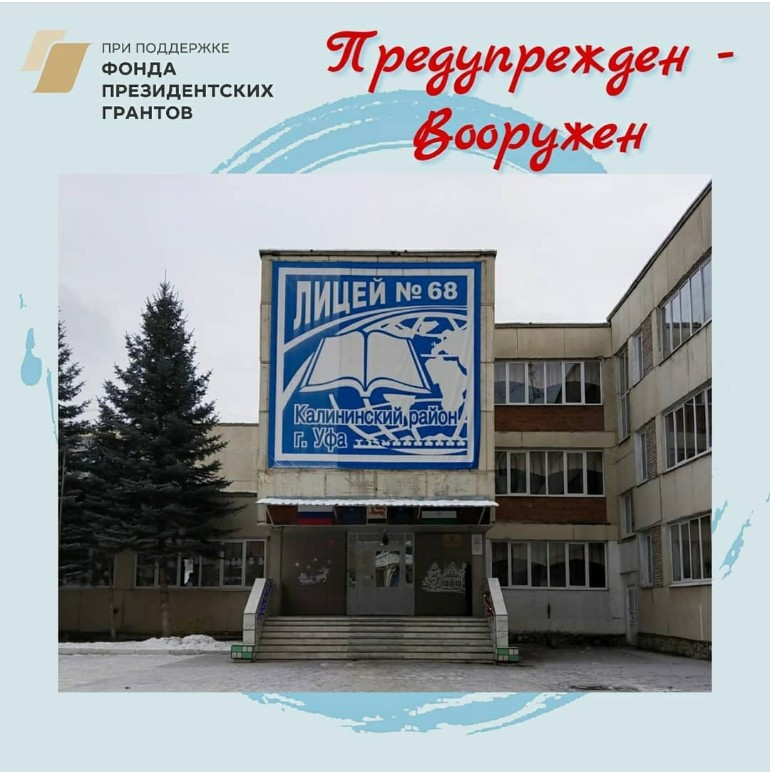 ПРИ ПОДДЕРЖКЕ
ФОНДА
ПРЕЗИДЕНТСКИХ
ГРАНТОВ
Предупрежден -
Вооружен
ЛИЦЕЙ № 68
Калининский район
г. Уфа